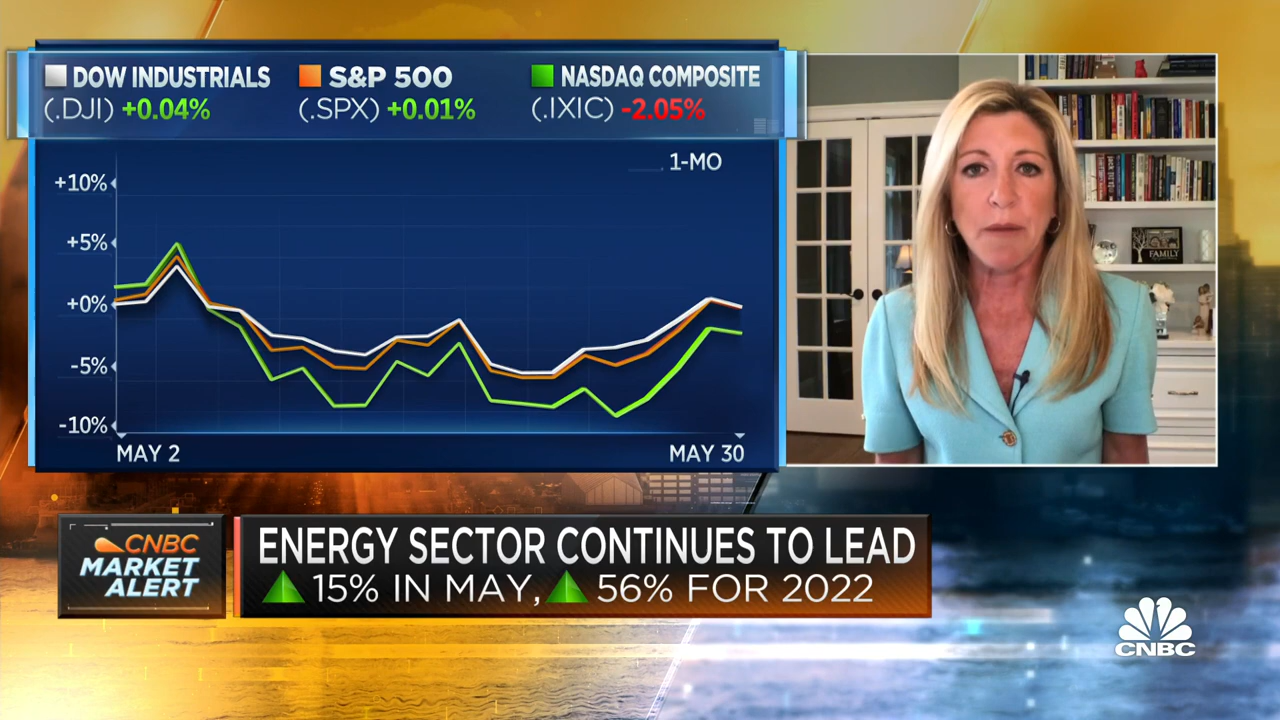 DOW INDUSTRIALS
(.DJI) +0.04%
S&P 500
(.SPX) +0.01%
NASDAQ COMPOSITE
(.IXIC) -2.05%
1-MO
+10%
+5%
+0%
-5%
-10%
MAY 2
MAY 30
FAMILY
CNBC
MARKET
ALERT
ENERGY SECTOR CONTINUES TO LEAD
15% IN MAY, 56% FOR 2022
CNBC